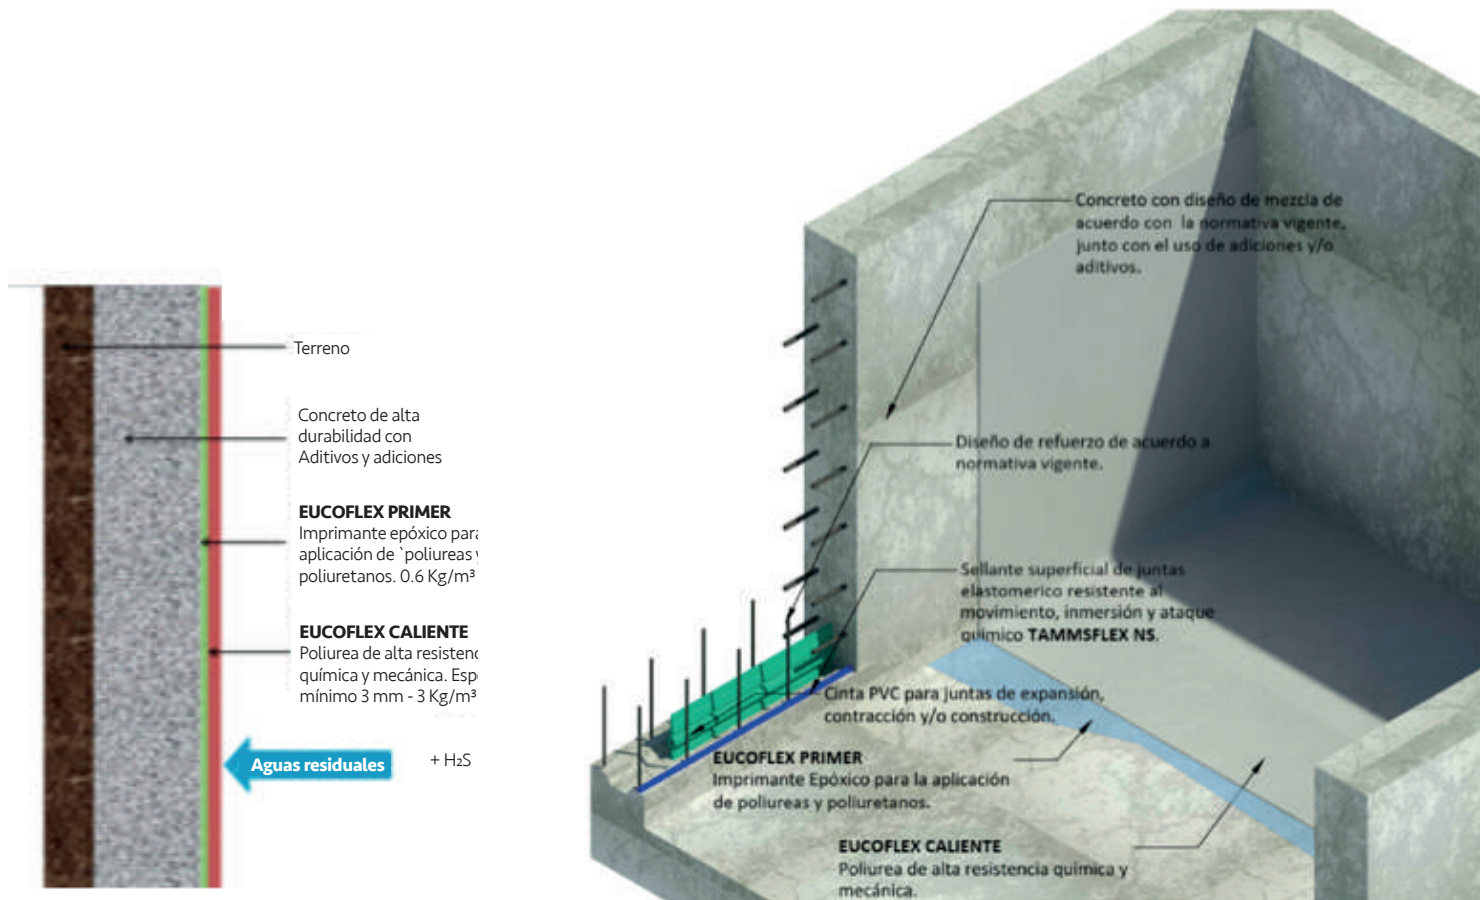 Terreno
Concreto de alta
durabilidad con
Aditivos y adiciones
EUCOFLEX PRIMER
Imprimante epóxico para
aplicación de `poliureas y
poliuretanos. 0.6 Kg/m³
EUCOFLEX CALIENTE
Poliurea de alta resistenc
química y mecánica. Esp
mínimo 3 mm - 3 Kg/m³
Aguas residuales
+ H₂S
Concreto con diseño de mezcla de
acuerdo con la normativa vigente,
junto con el uso de adiciones y/o
aditivos.
Diseño de refuerzo de acuerdo a
normativa vigente.
Sellante superficial de juntas
elastomerico resistente al
movimiento, inmersión y ataque
químico TAMMSFLEX NS.
Cinta PVC para juntas de expansión,
contracción y/o construcción.
EUCOFLEX PRIMER
Imprimante Epóxico para la aplicación
de poliureas y poliuretanos.
EUCOFLEX CALIENTE
Poliurea de alta resistencia química y
mecánica.